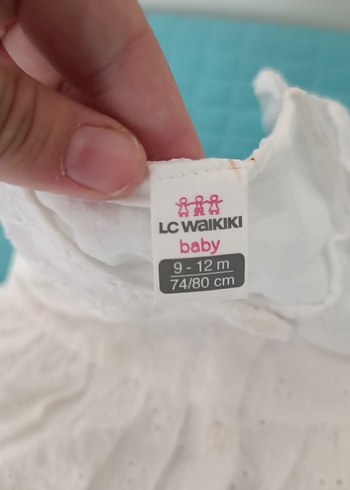 LC WAIKIKI
baby
9 - 12 m
74/80 cm